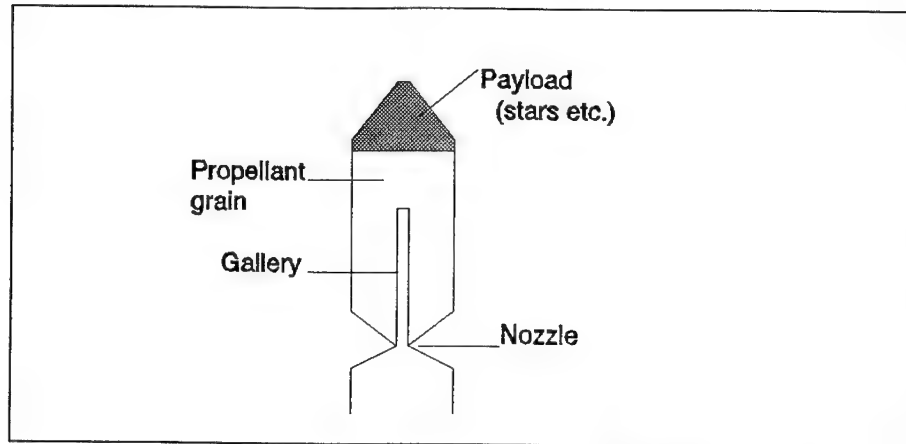 Payload
(stars etc.)
Propellant
grain
Gallery
Nozzle